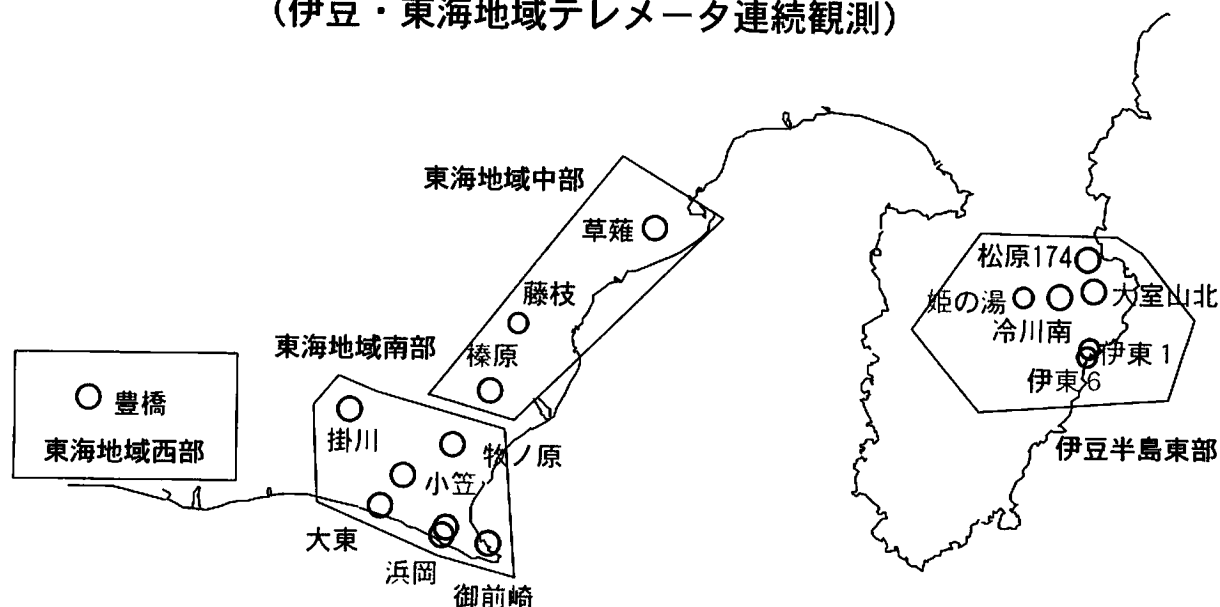 (伊豆・東海地域テレメータ連続観測)
東海地域中部
草薙
藤枝
榛原
東海地域南部
掛川
牧ノ原
小笠
大東
浜岡
御前崎
豊橋
東海地域西部
松原174
姫の湯
大室山北
冷川南
伊東1
伊東6
伊豆半島東部